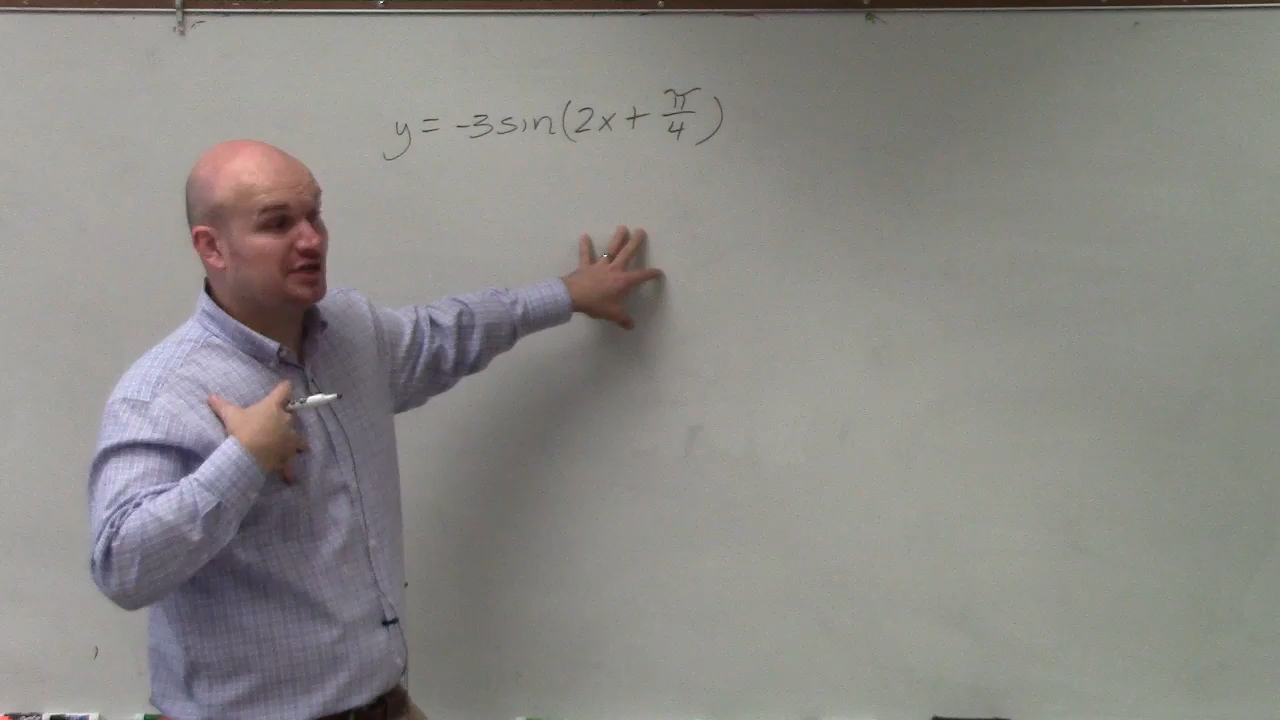 y = -3sin(2x + π/4)